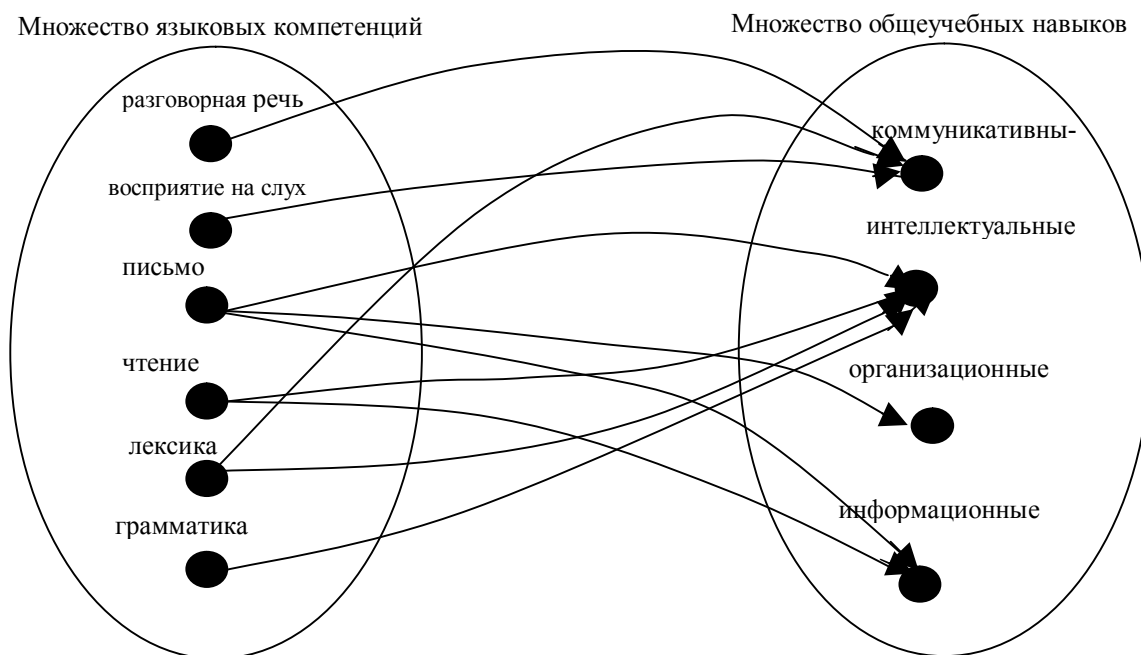 Множество языковых компетенций
Множество общеучебных навыков
разговорная речь
восприятие на слух
письмо
чтение
лексика
грамматика
коммуникативны-
интеллектуальные
организационные
информационные